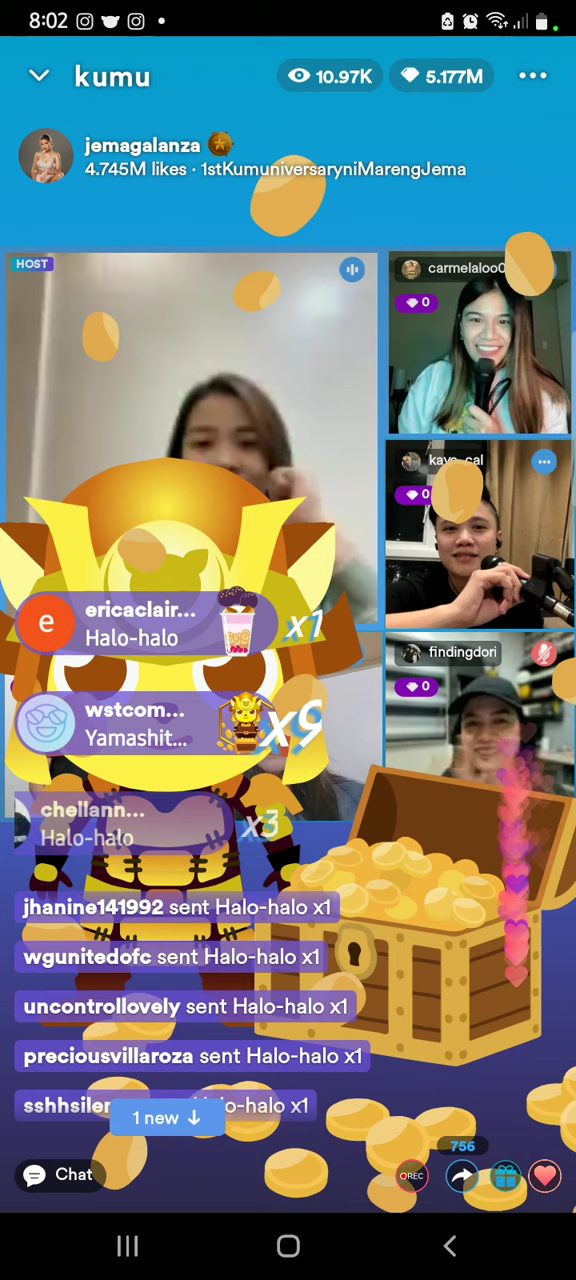 8:02
kumu
10.97K
5.177M
jemagalanza
4.745M likes · 1stKumuniversaryniMarengJema
HOST
carmelaloo
0
0
findingdori
0
e
ericaclair...
Halo-halo
x1
wstcom...
Yamashit...
x9
chellann...
Halo-halo
x3
jhanine141992 sent Halo-halo x1
wgunitedofc sent Halo-halo x1
uncontrollovely sent Halo-halo x1
preciousvillaroza sent Halo-halo x1
x1
1 new ↓
756
Chat
REC